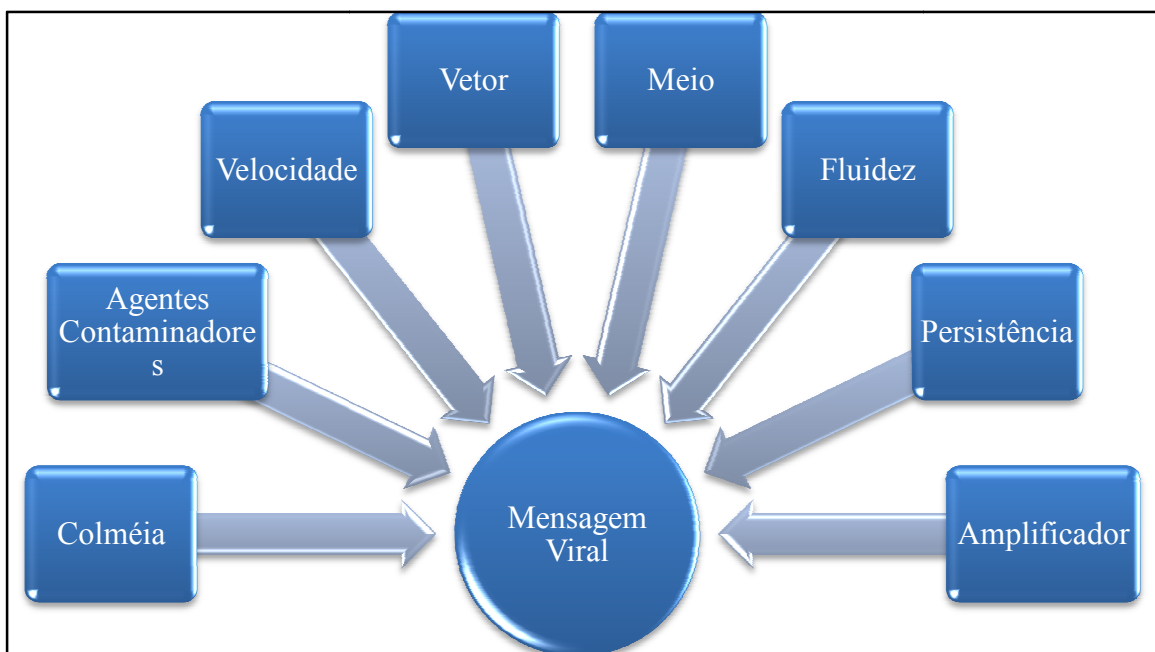 Vetor
Meio
Velocidade
Fluidez
Agentes
Contaminadore
s
Persistência
Colméia
Mensagem
Viral
Amplificador